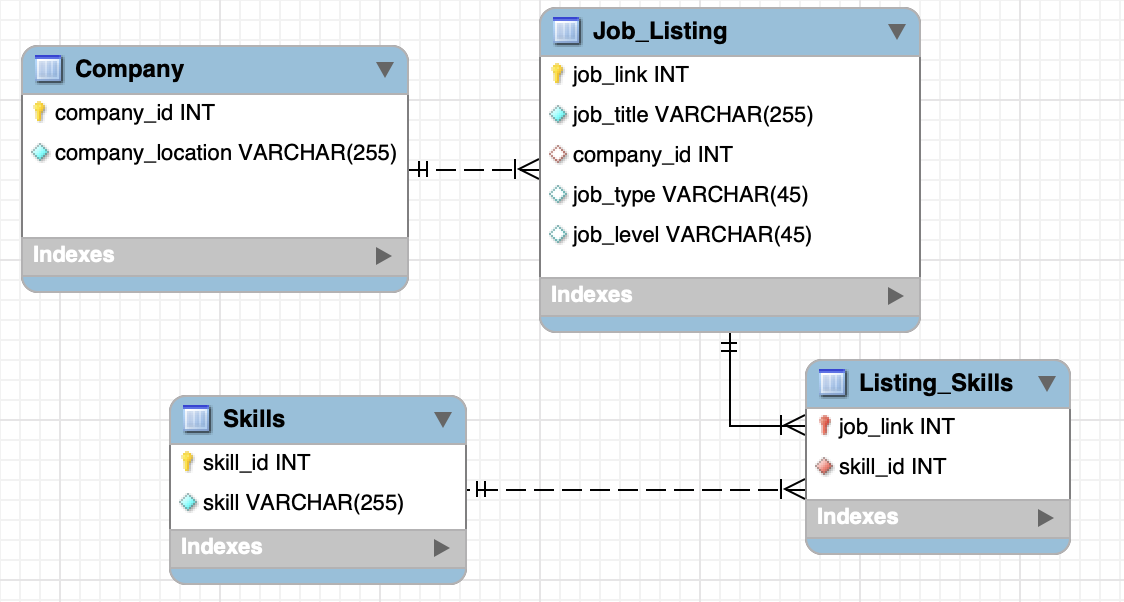 Company
company_id INT
company_location VARCHAR(255)
Indexes
Job_Listing
job_link INT
job_title VARCHAR(255)
company_id INT
job_type VARCHAR(45)
job_level VARCHAR(45)
Indexes
Skills
skill_id INT
skill VARCHAR(255)
Indexes
Listing_Skills
job_link INT
skill_id INT
Indexes